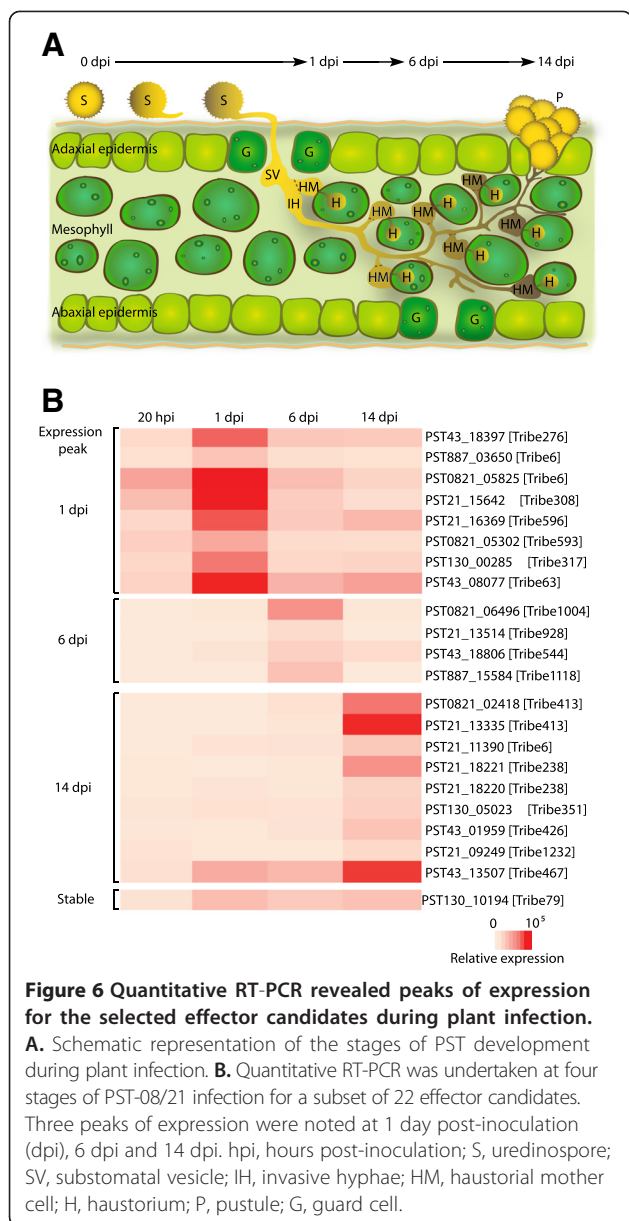 A
0 dpi 1 dpi 6 dpi 14 dpi
S S S P
Adaxial epidermis G G
SV HM HM
IH H H
Mesophyll HM HM
H HM
HM H
HM H
HM H
Abaxial epidermis G
G
B
20 hpi 1 dpi 6 dpi 14 dpi
Expression peak
1 dpi
PST43_18397 [Tribe276]
PST887_03650 [Tribe6]
PST0821_05825 [Tribe6]
PST21_15642 [Tribe308]
PST21_16369 [Tribe596]
PST0821_05302 [Tribe593]
PST130_00285 [Tribe317]
PST43_08077 [Tribe63]
6 dpi
PST0821_06496 [Tribe1004]
PST21_13514 [Tribe928]
PST43_18806 [Tribe544]
PST887_15584 [Tribe1118]
14 dpi
PST0821_02418 [Tribe413]
PST21_13335 [Tribe413]
PST21_11390 [Tribe6]
PST21_18221 [Tribe238]
PST21_18220 [Tribe238]
PST130_05023 [Tribe351]
PST43_01959 [Tribe426]
PST21_09249 [Tribe1232]
PST43_13507 [Tribe467]
Stable
PST130_10194 [Tribe79]
0 10⁵
Relative expression
Figure 6 Quantitative RT-PCR revealed peaks of expression
for the selected effector candidates during plant infection.
A. Schematic representation of the stages of PST development
during plant infection. B. Quantitative RT-PCR was undertaken at four
stages of PST-08/21 infection for a subset of 22 effector candidates.
Three peaks of expression were noted at 1 day post-inoculation
(dpi), 6 dpi and 14 dpi. hpi, hours post-inoculation; S, uredinospore;
SV, substomatal vesicle; IH, invasive hyphae; HM, haustorial mother
cell; H, haustorium; P, pustule; G, guard cell.